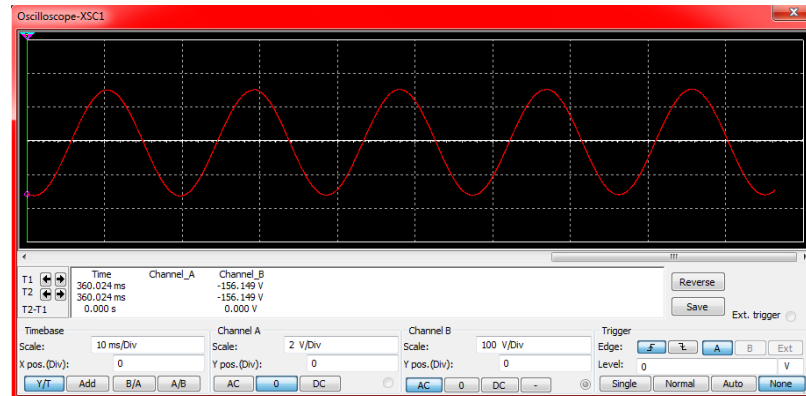 Oscilloscope-XSC1
x
T1
T2
T2-T1
Time Channel_A Channel_B
360.024 ms -156.149 V
360.024 ms -156.149 V
0.000 s 0.000 V
Reverse
Save
Ext. trigger
Timebase
Scale: 10 ms/Div
X pos.(Div): 0
Y/T Add B/A A/B
Channel A
Scale: 2 V/Div
Y pos.(Div): 0
AC 0 DC
Channel B
Scale: 100 V/Div
Y pos.(Div): 0
AC 0 DC -
Trigger
Edge: A B Ext
Level: 0 V
Single Normal Auto None